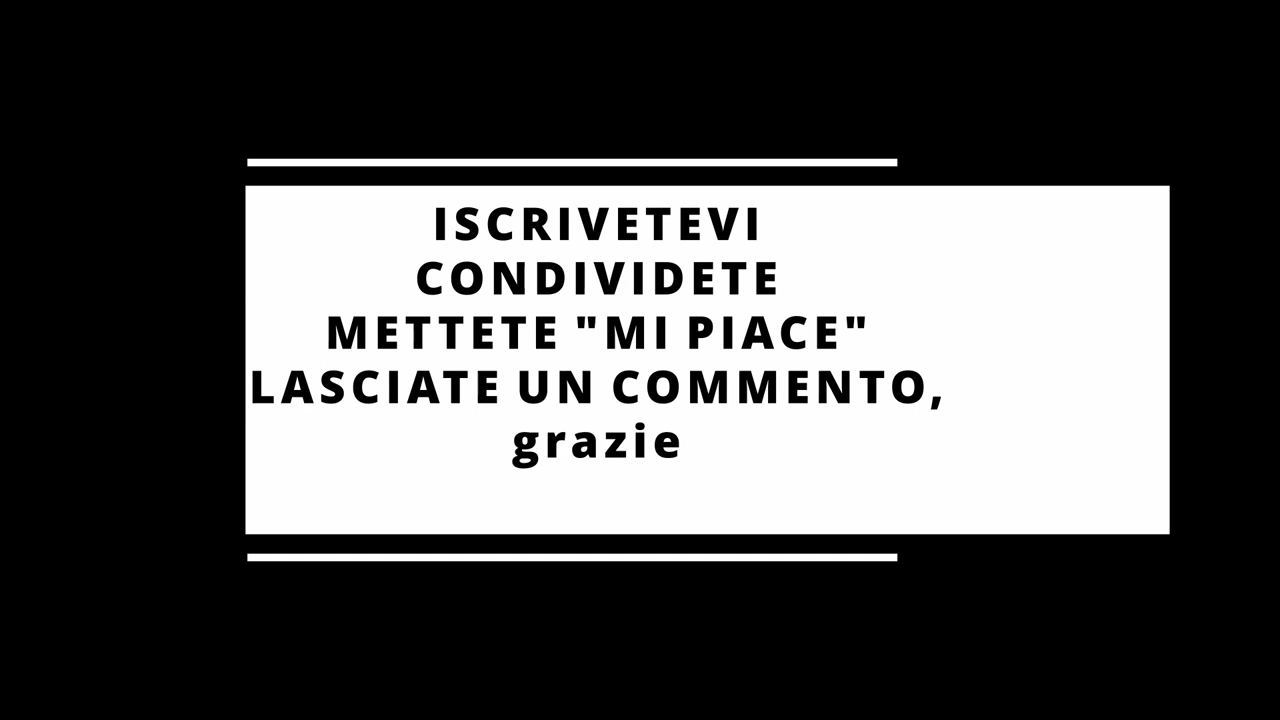 ISCRIVETEVI
CONDIVIDETE
METTETE "MI PIACE"
LASCIATE UN COMMENTO,
grazie